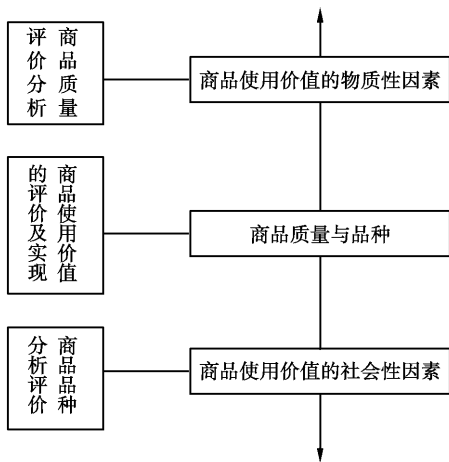 商品质量
评价分析
商品使用价值的物质性因素
商品使用价值
的评价及实现
商品质量与品种
商品品种
分析评价
商品使用价值的社会性因素